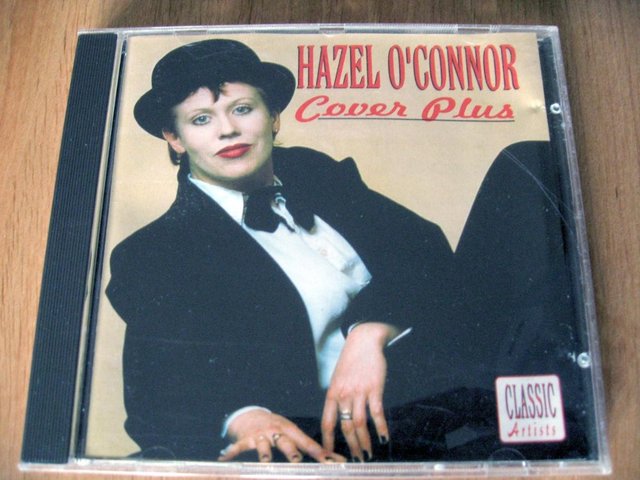 HAZEL O'CONNOR
Cover Plus
CLASSIC
Artists